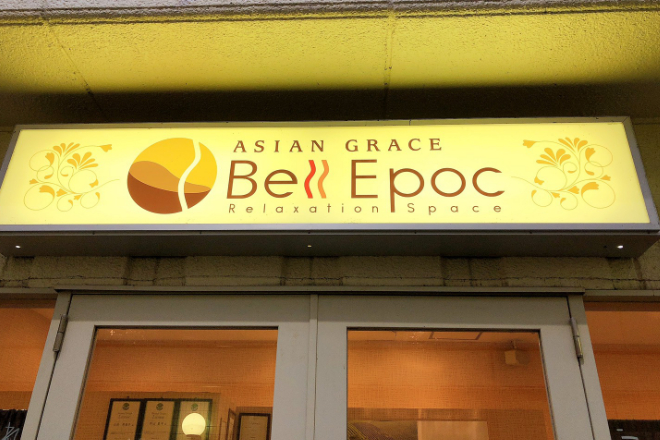 ASIAN GRACE
Bell Epoc
Relaxation Space